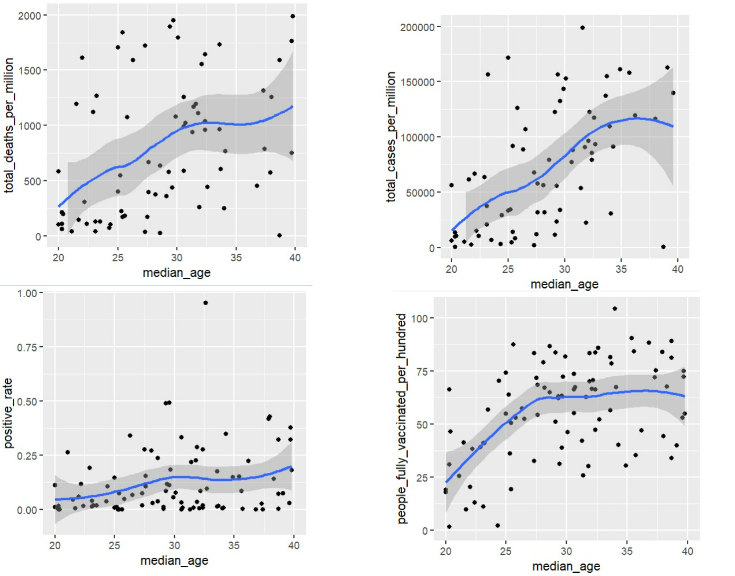 total_deaths_per_million
2000
1500
1000
500
0
20 25 30 35 40
median_age
total_cases_per_million
200000
150000
100000
50000
0
20 25 30 35 40
median_age
positive_rate
1.00
0.75
0.50
0.25
0.00
20 25 30 35 40
median_age
people_fully_vaccinated_per_hundred
100
75
50
25
0
20 25 30 35 40
median_age